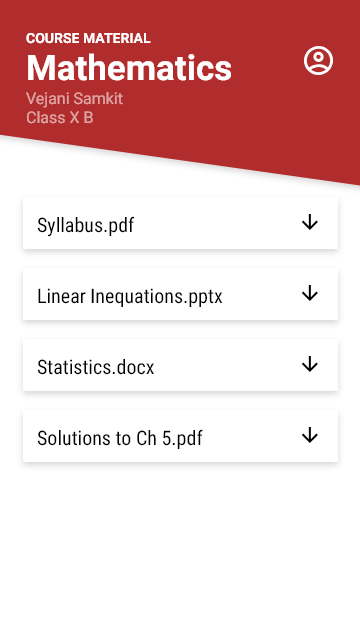 COURSE MATERIAL
Mathematics
Vejani Samkit
Class X B
Syllabus.pdf
Linear Inequations.pptx
Statistics.docx
Solutions to Ch 5.pdf